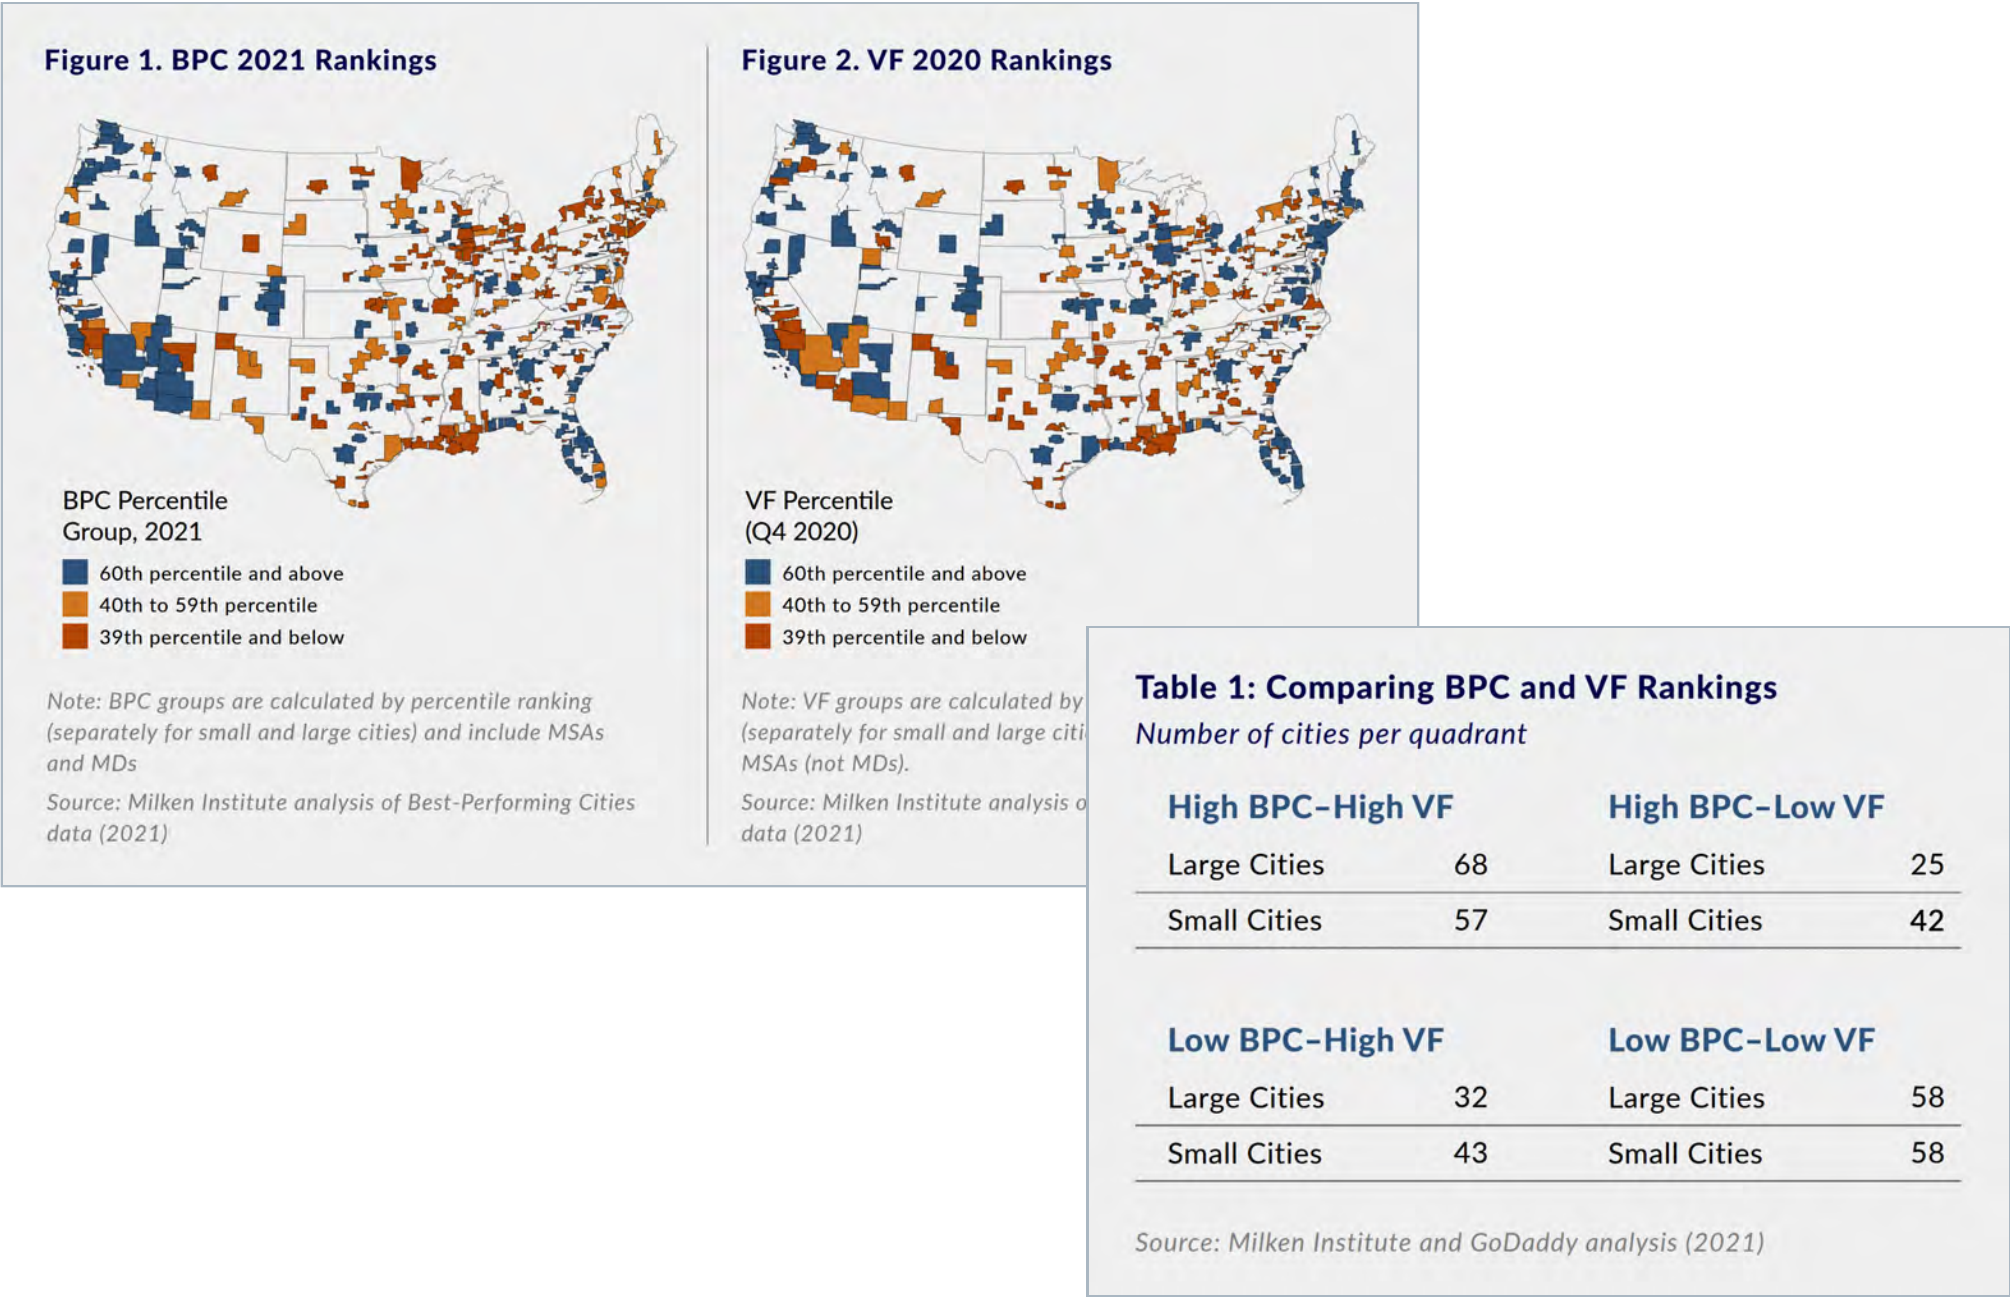 Figure 1. BPC 2021 Rankings
BPC Percentile
Group, 2021
60th percentile and above
40th to 59th percentile
39th percentile and below
Note: BPC groups are calculated by percentile ranking
(separately for small and large cities) and include MSAs
and MDs
Source: Milken Institute analysis of Best-Performing Cities
data (2021)
Figure 2. VF 2020 Rankings
VF Percentile
(Q4 2020)
60th percentile and above
40th to 59th percentile
39th percentile and below
Note: VF groups are calculated by
(separately for small and large
MSAs (not MDs).
Source: Milken Institute analysis
data (2021)
Table 1: Comparing BPC and VF Rankings
Number of cities per quadrant
High BPC–High VF
Large Cities 68
Small Cities 57
High BPC–Low VF
Large Cities 25
Small Cities 42
Low BPC–High VF
Large Cities 32
Small Cities 43
Low BPC–Low VF
Large Cities 58
Small Cities 58
Source: Milken Institute and GoDaddy analysis (2021)